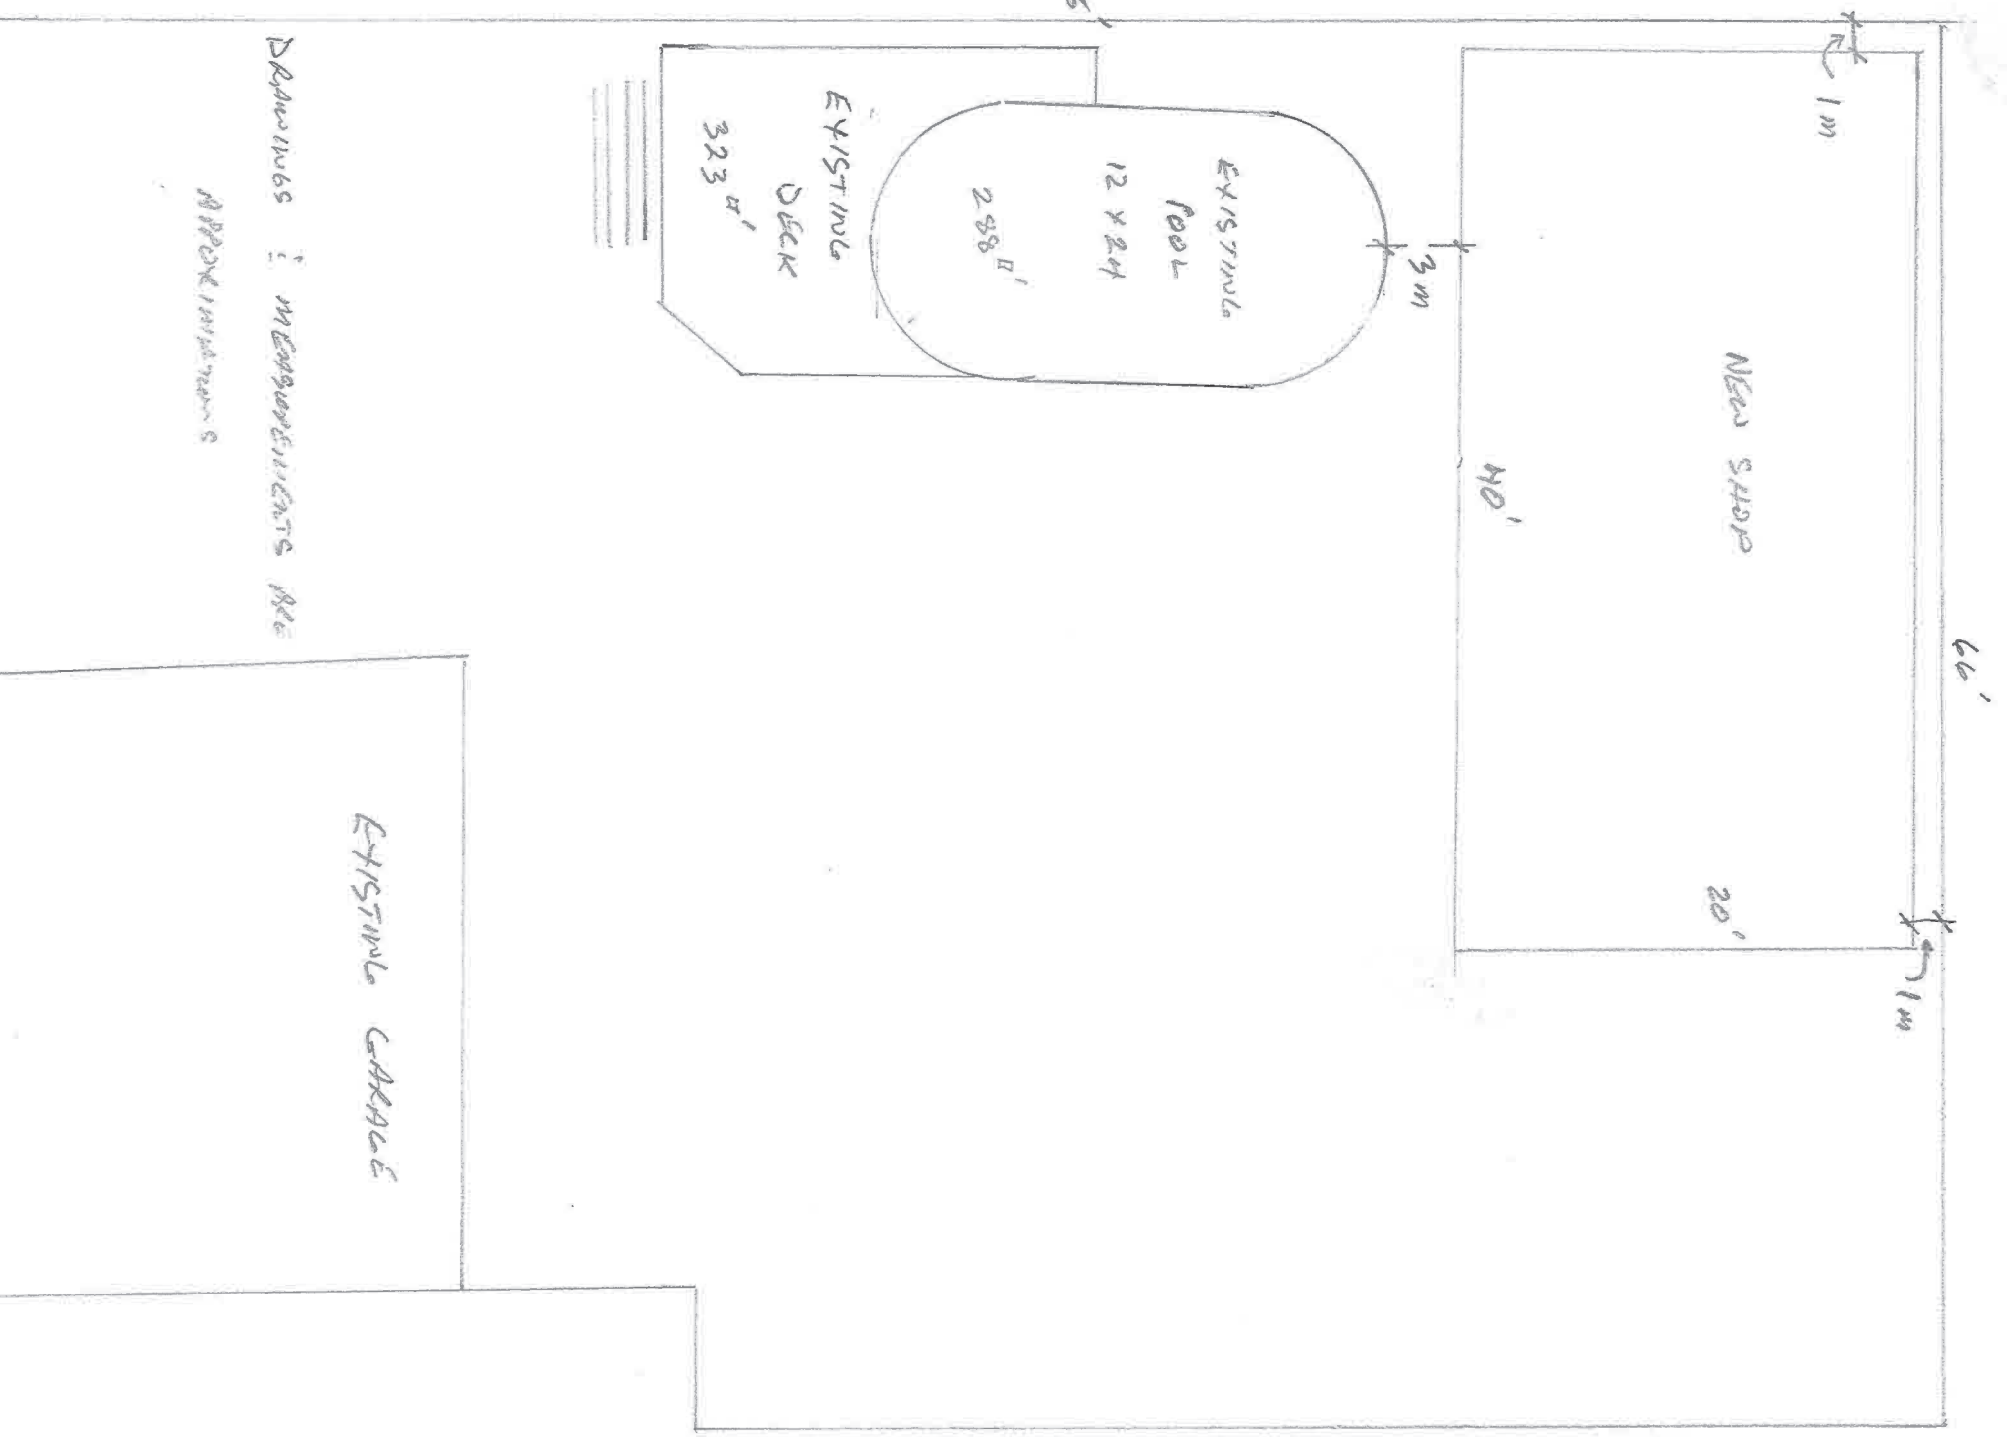 66'
1m
1m
NEW SHOP
20'
40'
3m
EXISTING
POOL
12 x 24
288 □'
EXISTING
DECK
323 □'
EXISTING GARAGE
DRAWINGS & MEASUREMENTS ARE
APPROXIMATIONS